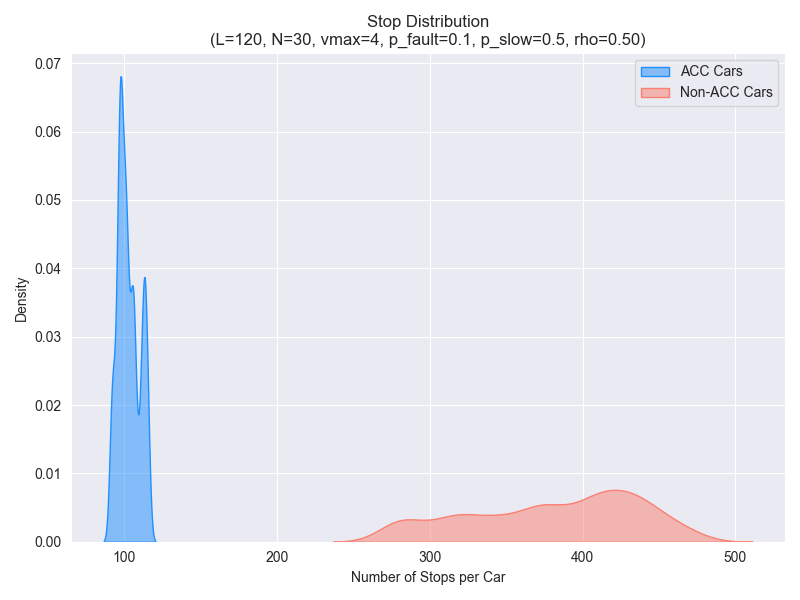 Stop Distribution
(L=120, N=30, vmax=4, p_fault=0.1, p_slow=0.5, rho=0.50)
ACC Cars
Non-ACC Cars
Density
0.07
0.06
0.05
0.04
0.03
0.02
0.01
0.00
100
200
300
400
500
Number of Stops per Car